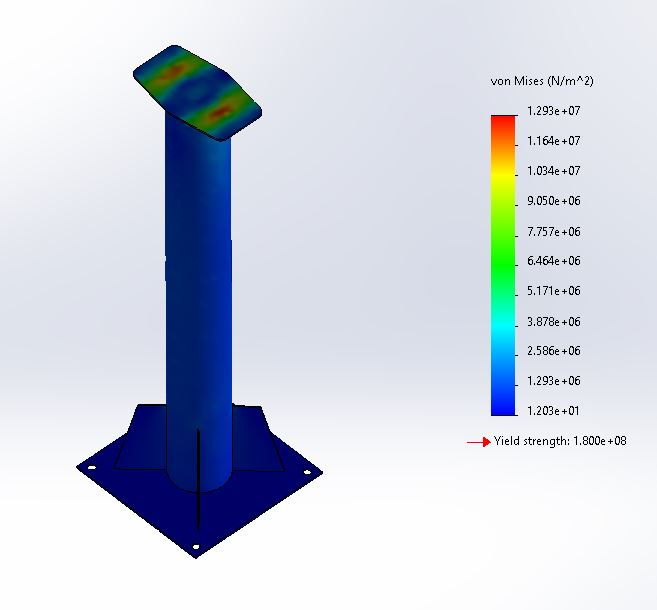 von Mises (N/m^2)
1.293e+07
1.164e+07
1.034e+07
9.050e+06
7.757e+06
6.464e+06
5.171e+06
3.878e+06
2.586e+06
1.293e+06
1.203e+01
Yield strength: 1.800e+08